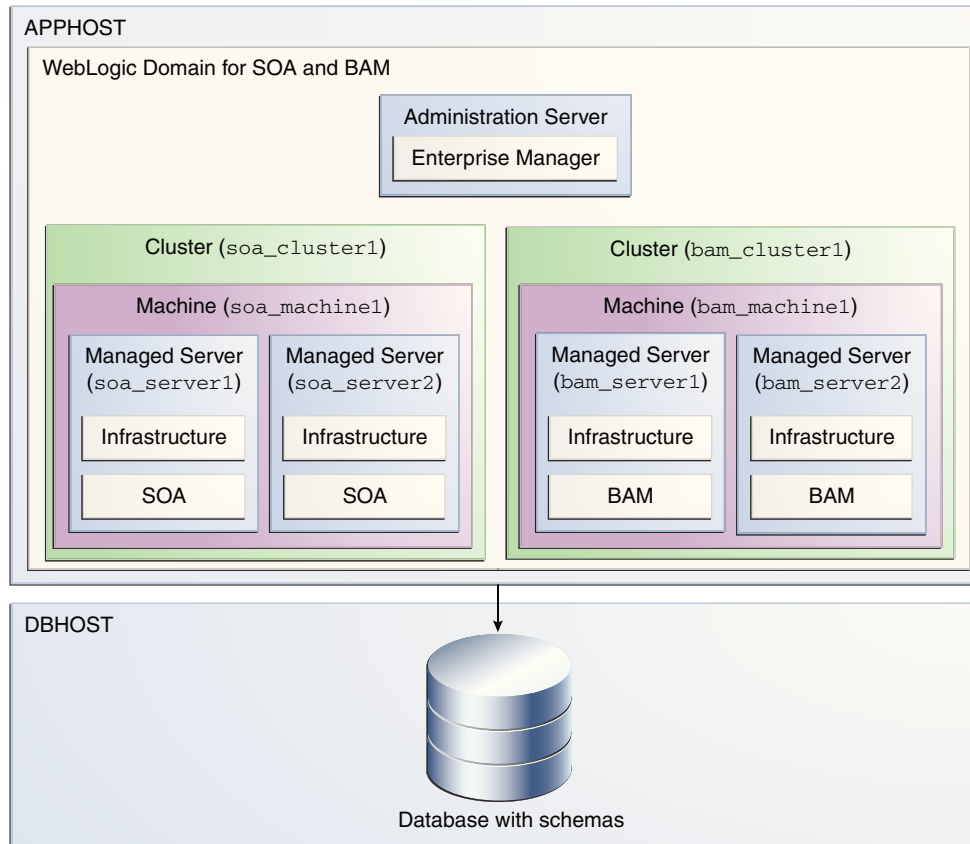 APPHOST
WebLogic Domain for SOA and BAM
Administration Server
Enterprise Manager
Cluster (soa_cluster1)
Machine (soa_machine1)
Managed Server
(soa_server1)
Infrastructure
SOA
Managed Server
(soa_server2)
Infrastructure
SOA
Cluster (bam_cluster1)
Machine (bam_machine1)
Managed Server
(bam_server1)
Infrastructure
BAM
Managed Server
(bam_server2)
Infrastructure
BAM
DBHOST
Database with schemas